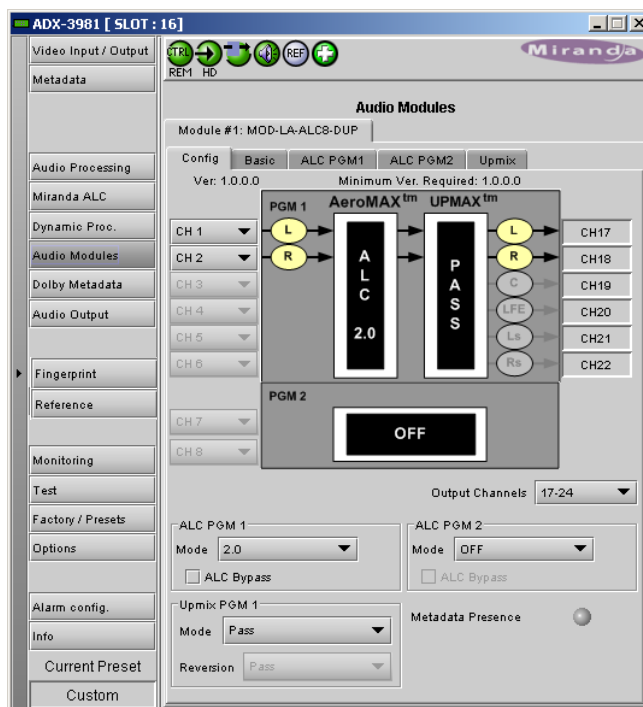 ADX-3981 [ SLOT : 16]
Video Input / Output
Metadata
Audio Processing
Miranda ALC
Dynamic Proc.
Audio Modules
Dolby Metadata
Audio Output
Fingerprint
Reference
Monitoring
Test
Factory / Presets
Options
Alarm config.
Info
Current Preset
Custom
CTRL
REF
REM HD
Miranda
Audio Modules
Module #1: MOD-LA-ALC8-DUP
Config Basic ALC PGM1 ALC PGM2 Upmix
Ver: 1.0.0.0 Minimum Ver. Required: 1.0.0.0
PGM 1 AeroMAX tm UPMAX tm
CH 1 L L CH17
CH 2 R R CH18
CH 3 C CH19
CH 4 LFE CH20
CH 5 Ls CH21
CH 6 Rs CH22
ALC 2.0
PASS
PGM 2
CH 7
CH 8
OFF
Output Channels 17-24
ALC PGM 1
Mode 2.0
ALC Bypass
ALC PGM 2
Mode OFF
ALC Bypass
Upmix PGM 1
Mode Pass
Reversion Pass
Metadata Presence